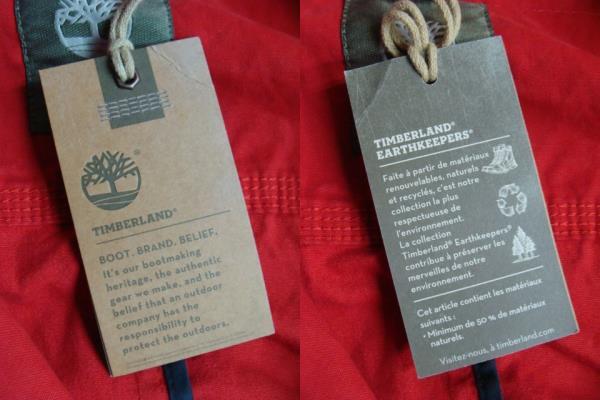 TIMBERLAND®
BOOT. BRAND. BELIEF.
It's our bootmaking
heritage, the authentic
gear we make, and the
belief that an outdoor
company has the
responsibility to
protect the outdoors.
TIMBERLAND®
EARTHKEEPERS®
Faite à partir de matériaux
renouvelables, naturels
et recyclés, c'est notre
collection la plus
respectueuse de
l'environnement.
La collection
Timberland® Earthkeepers®
contribue à préserver les
merveilles de notre
environnement.
Cet article contient les matériaux
suivants :
• Minimum de 50 % de matériaux
naturels.
Visitez-nous, à timberland.com